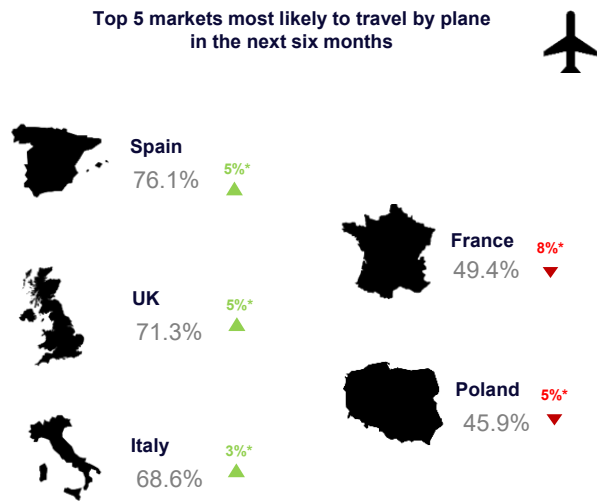 Top 5 markets most likely to travel by plane
in the next six months
Spain
76.1%
5%*
UK
71.3%
5%*
Italy
68.6%
3%*
France
49.4%
8%*
Poland
45.9%
5%*